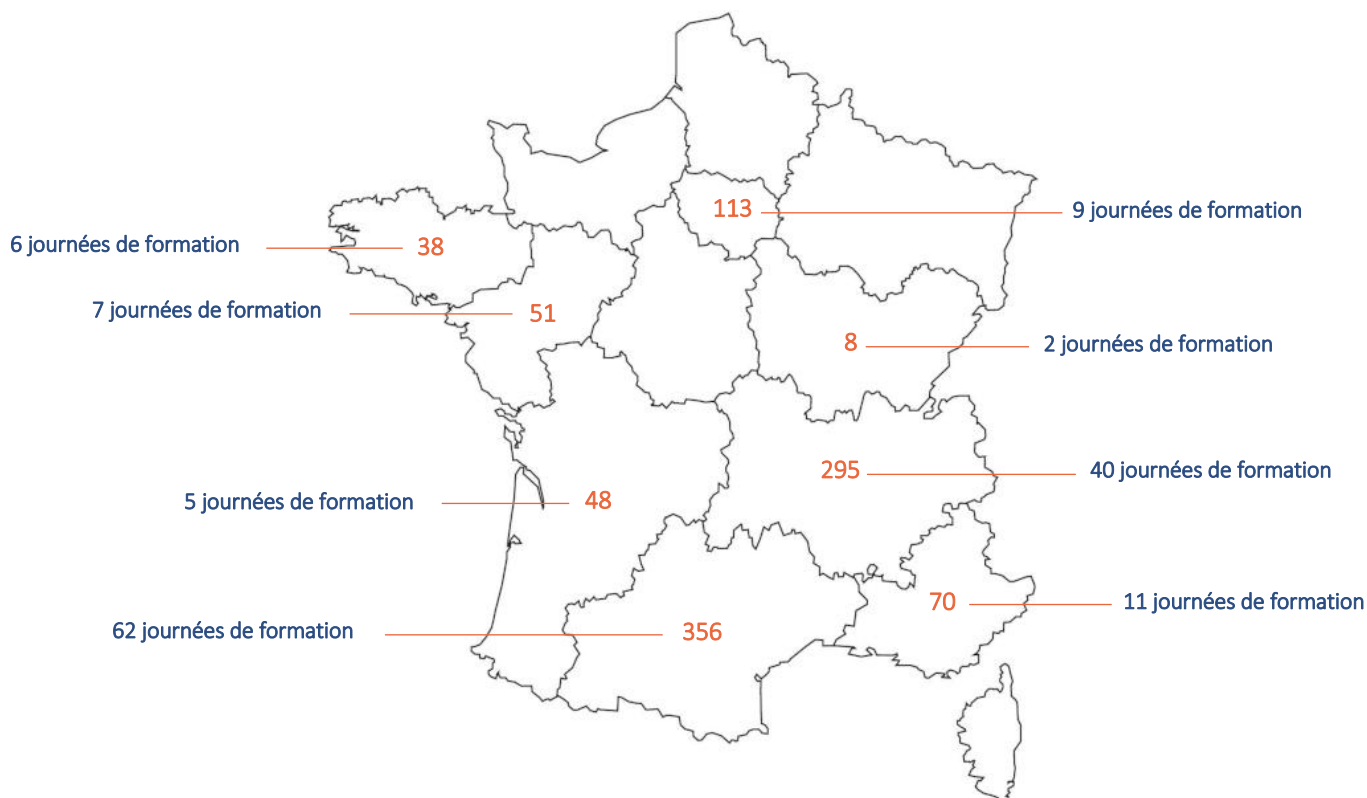 113
9 journées de formation
6 journées de formation
38
7 journées de formation
51
8
2 journées de formation
295
40 journées de formation
5 journées de formation
48
70
11 journées de formation
62 journées de formation
356